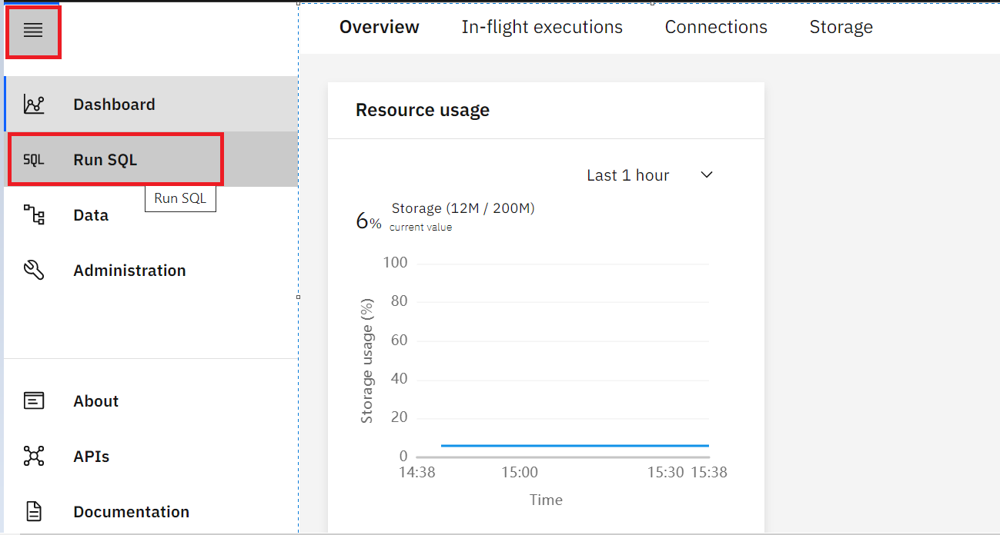 Overview In-flight executions Connections Storage
Dashboard
SQL Run SQL
Run SQL
Data
Administration
About
APIs
Documentation
Resource usage
Last 1 hour
6% Storage (12M / 200M)
current value
Storage usage (%)
100
80
60
40
20
0
14:38 15:00 15:30 15:38
Time